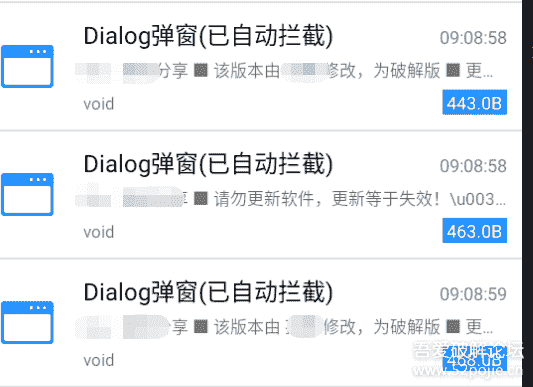 Dialog弹窗(已自动拦截)
09:08:58
分享 ■ 该版本由 修改，为破解版 ■ 更...
void
443.0B
Dialog弹窗(已自动拦截)
09:08:58
享 ■ 请勿更新软件，更新等于失效！\u003...
void
463.0B
Dialog弹窗(已自动拦截)
09:08:59
分享 ■ 该版本由 修改，为破解版 ■ 更...
void
468.0B
吾爱破解论坛
www.52pojie.cn